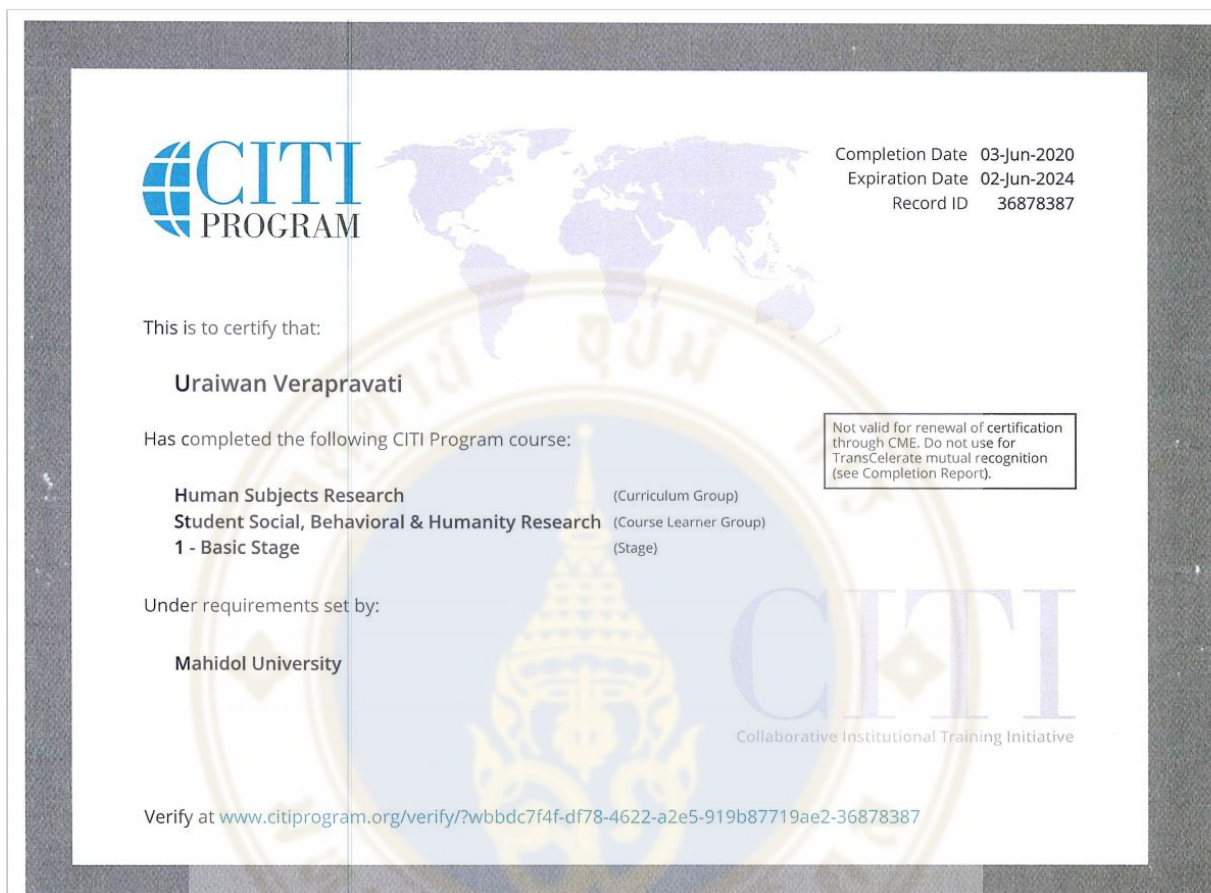 CITI
PROGRAM
Completion Date 03-Jun-2020
Expiration Date 02-Jun-2024
Record ID 36878387
This is to certify that:
Uraiwan Verapravati
Has completed the following CITI Program course:
Not valid for renewal of certification
through CME. Do not use for
TransCelerate mutual recognition
(see Completion Report).
Human Subjects Research (Curriculum Group)
Student Social, Behavioral & Humanity Research (Course Learner Group)
1 - Basic Stage (Stage)
Under requirements set by:
Mahidol University
CITI
Collaborative Institutional Training Initiative
Verify at www.citiprogram.org/verify/?wbbdc7f4f-df78-4622-a2e5-919b87719ae2-36878387